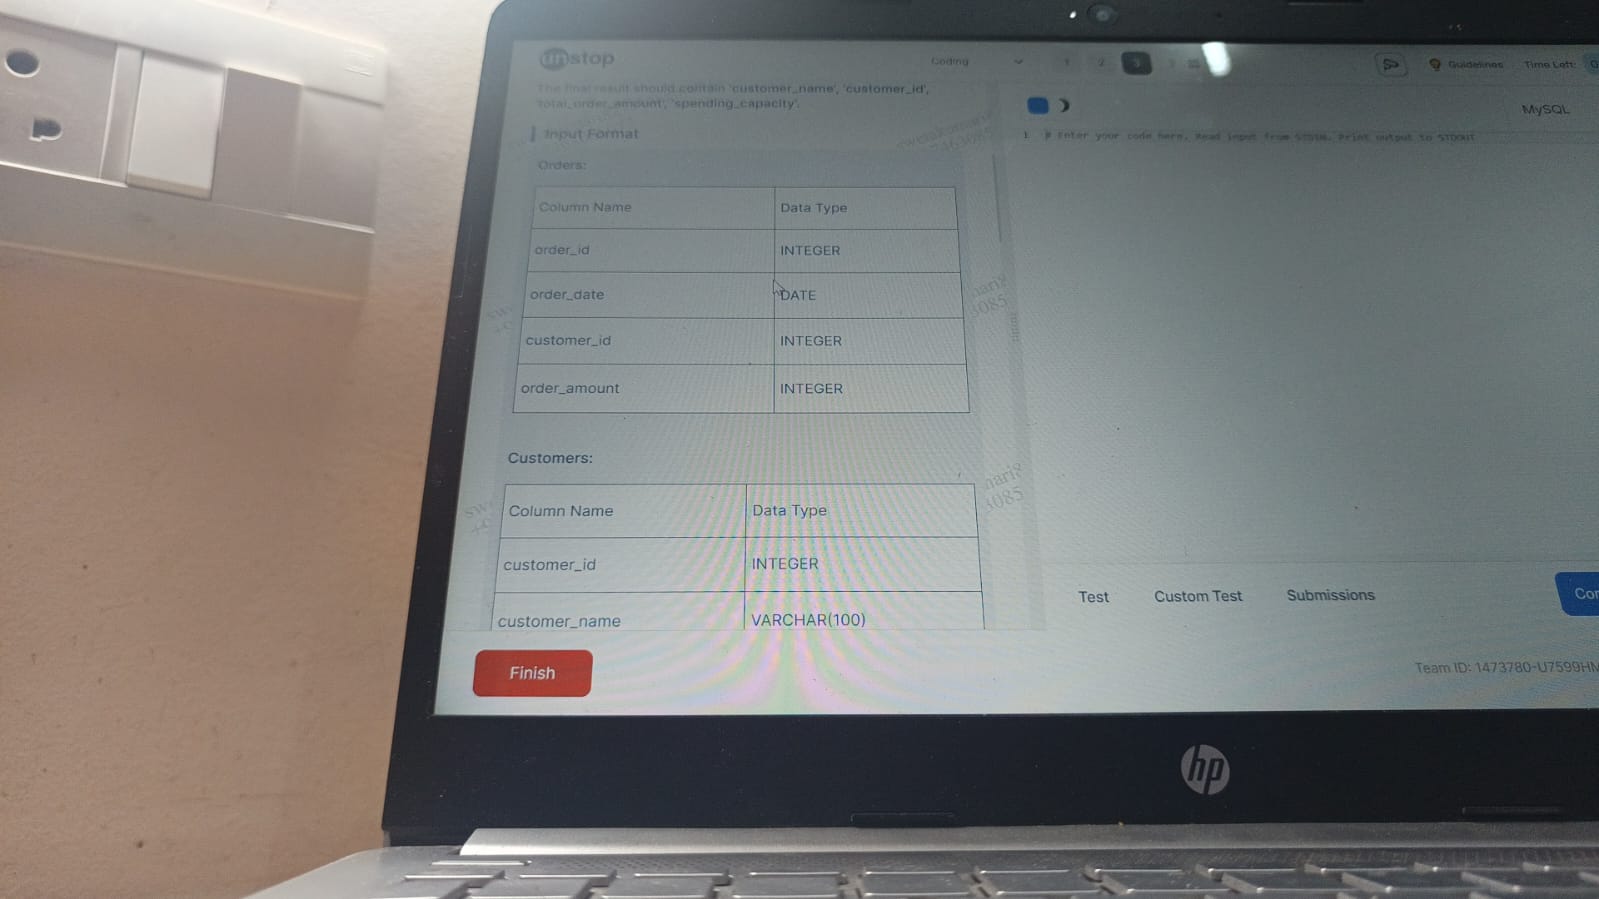 unstop
Coding
1
2
3
Guidelines
Time Left:
The final result should contain 'customer_name', 'customer_id',
'total_order_amount', 'spending_capacity'.
Input Format
Orders:
Column Name Data Type
order_id INTEGER
order_date DATE
customer_id INTEGER
order_amount INTEGER
Customers:
Column Name Data Type
customer_id INTEGER
customer_name VARCHAR(100)
Finish
MySQL
1 # Enter your code here. Read input from STDIN. Print output to STDOUT
Test Custom Test Submissions
Team ID: 1473780-U7599HM
hp